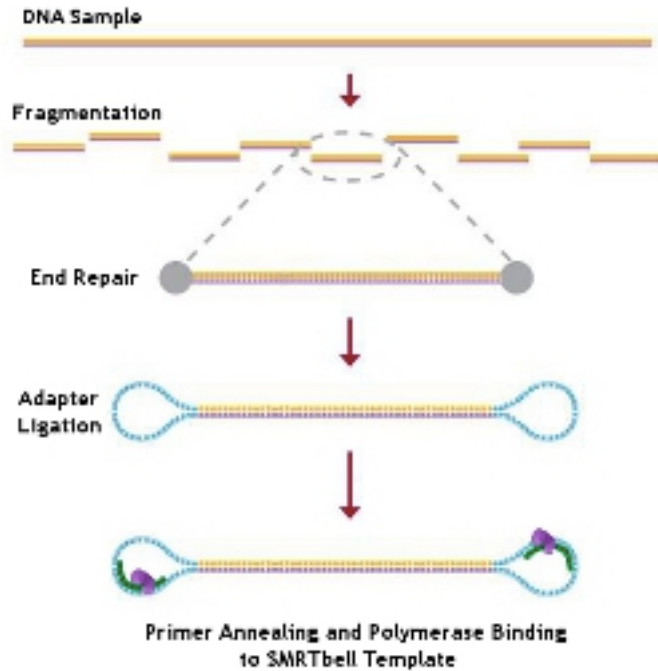 DNA Sample
Fragmentation
End Repair
Adapter
Ligation
Primer Annealing and Polymerase Binding
to SMRTbell Template